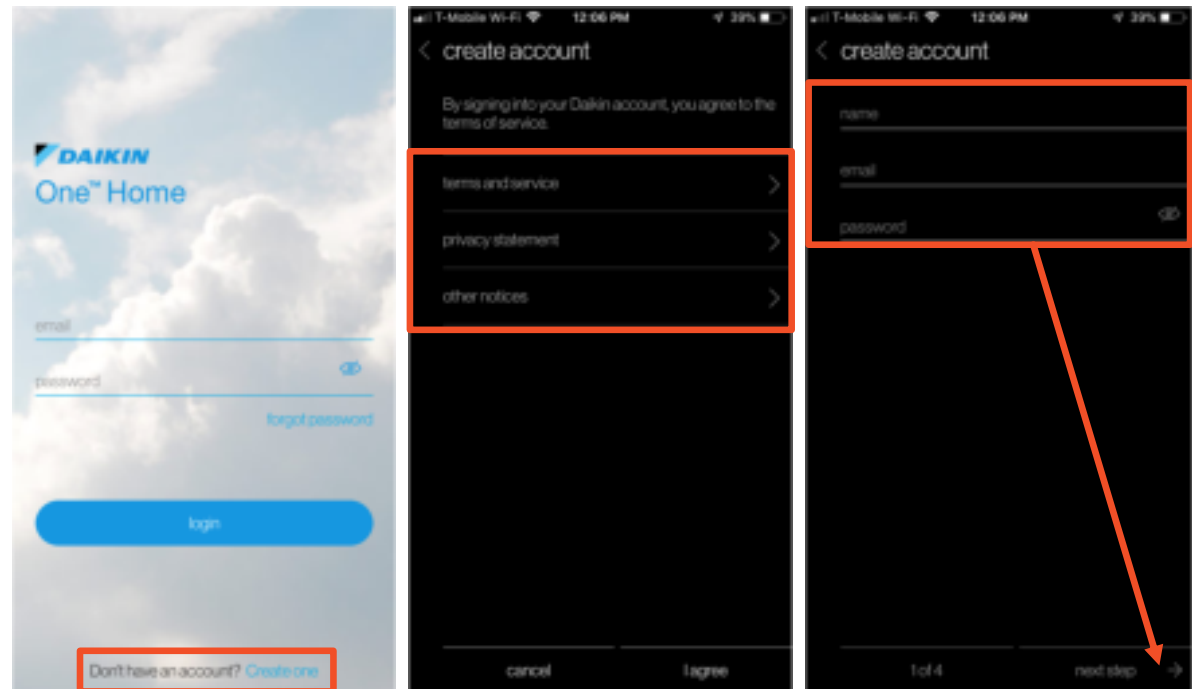 DAIKIN
One™ Home
email
password
forgot password
login
Don't have an account? Create one
T-Mobile Wi-Fi 12:06 PM 39%
create account
By signing into your Daikin account, you agree to the
terms of service.
terms and service
privacy statement
other notices
cancel I agree
T-Mobile Wi-Fi 12:06 PM 39%
create account
name
email
password
1 of 4 next step